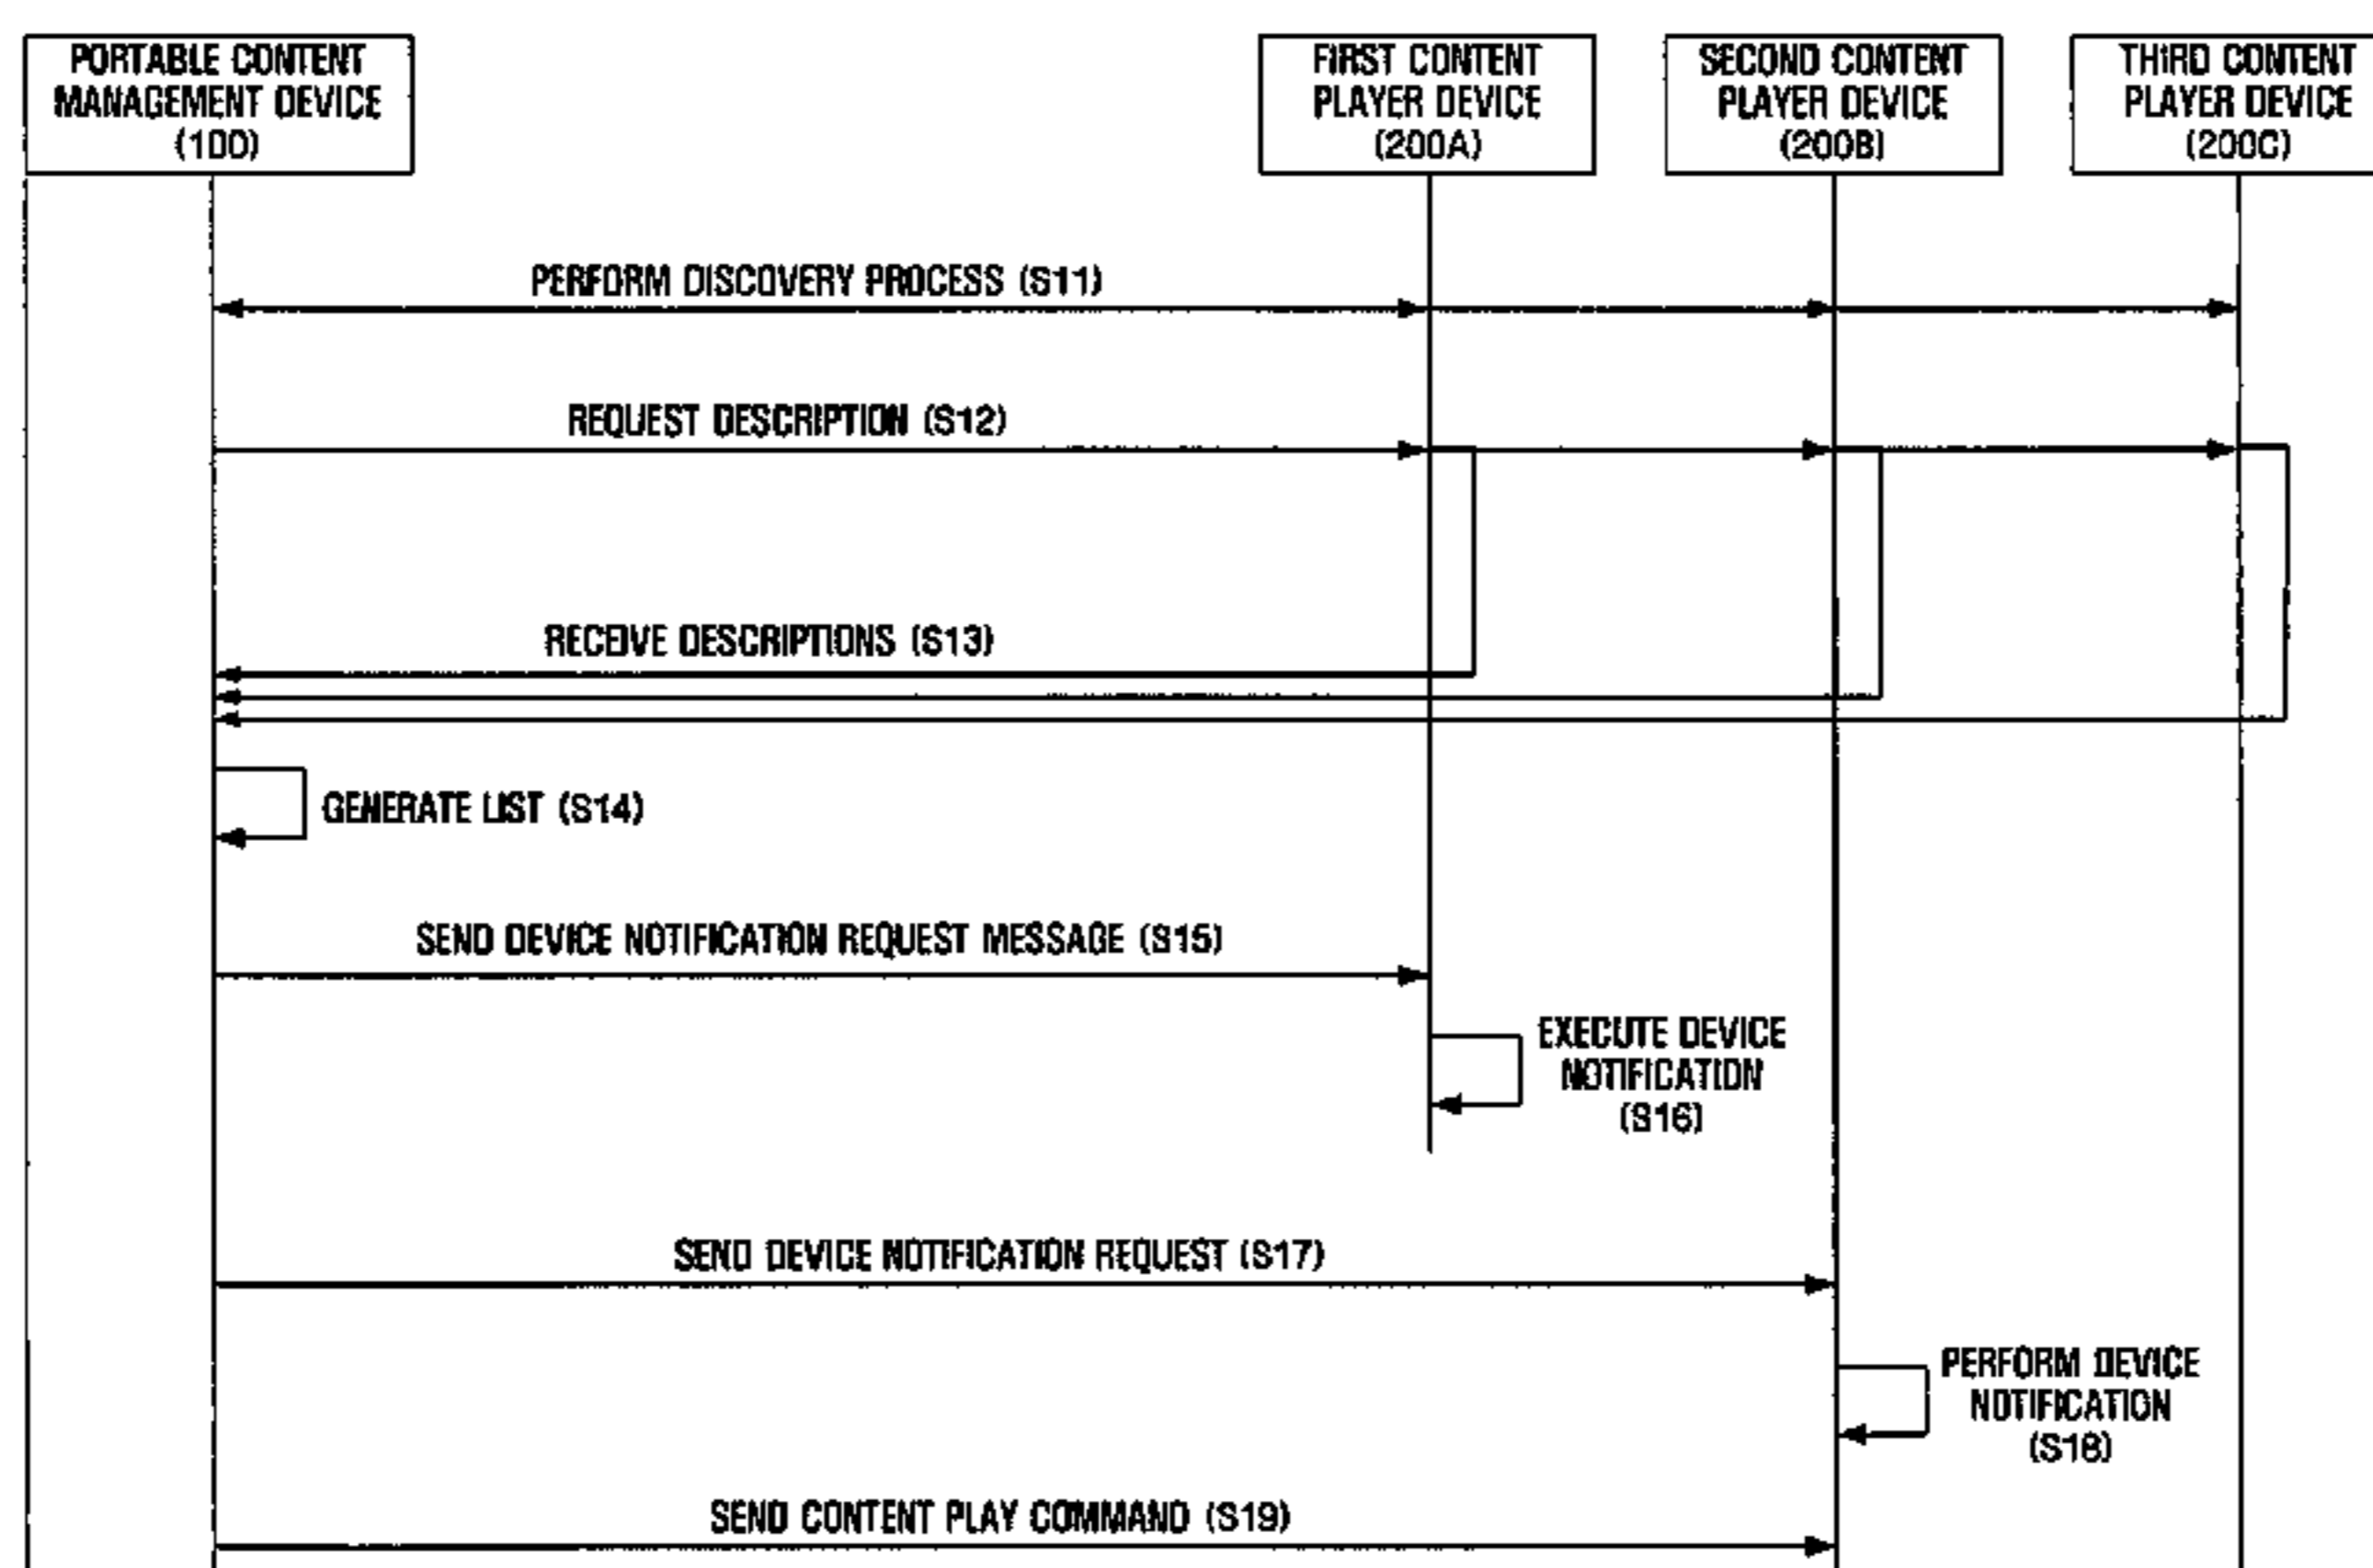 PORTABLE CONTENT
MANAGEMENT DEVICE
(100)
FIRST CONTENT
PLAYER DEVICE
(200A)
SECOND CONTENT
PLAYER DEVICE
(200B)
THIRD CONTENT
PLAYER DEVICE
(200C)
PERFORM DISCOVERY PROCESS (S11)
REQUEST DESCRIPTION (S12)
RECEIVE DESCRIPTIONS (S13)
GENERATE LIST (S14)
SEND DEVICE NOTIFICATION REQUEST MESSAGE (S15)
EXECUTE DEVICE
NOTIFICATION
(S16)
SEND DEVICE NOTIFICATION REQUEST (S17)
PERFORM DEVICE
NOTIFICATION
(S18)
SEND CONTENT PLAY COMMAND (S19)